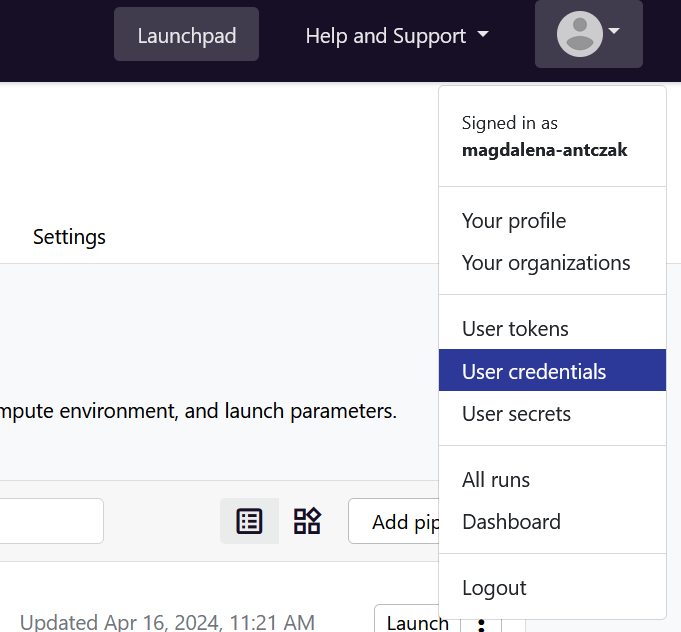 Launchpad
Help and Support
Signed in as
magdalena-antczak
Your profile
Your organizations
User tokens
User credentials
User secrets
All runs
Dashboard
Logout
Settings
mpute environment, and launch parameters.
Add pip
Updated Apr 16, 2024, 11:21 AM
Launch